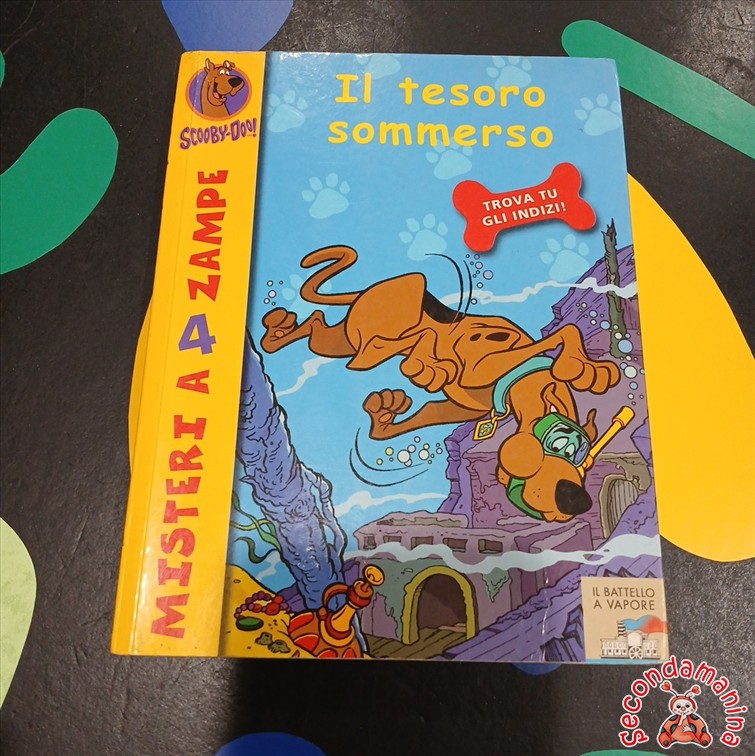 SCOOBY-DOO!
MISTERI A 4 ZAMPE
Il tesoro
sommerso
TROVA TU
GLI INDIZI!
IL BATTELLO
A VAPORE
Secondamanina